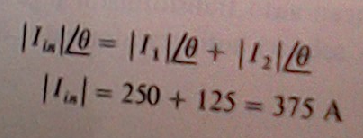 |I_in|∠θ = |I_1|∠θ + |I_2|∠θ
|I_in| = 250 + 125 = 375 A